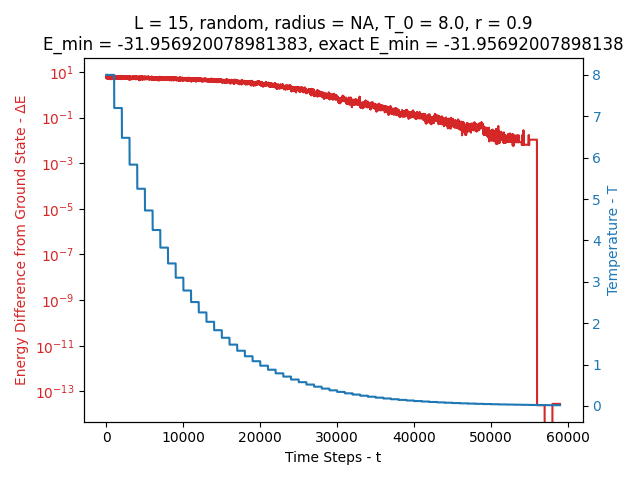 L = 15, random, radius = NA, T_0 = 8.0, r = 0.9
E_min = -31.956920078981383, exact E_min = -31.95692007898138
Energy Difference from Ground State - ΔE
10^1
10^-1
10^-3
10^-5
10^-7
10^-9
10^-11
10^-13
8
7
6
5
4
3
2
1
0
Temperature - T
0 10000 20000 30000 40000 50000 60000
Time Steps - t